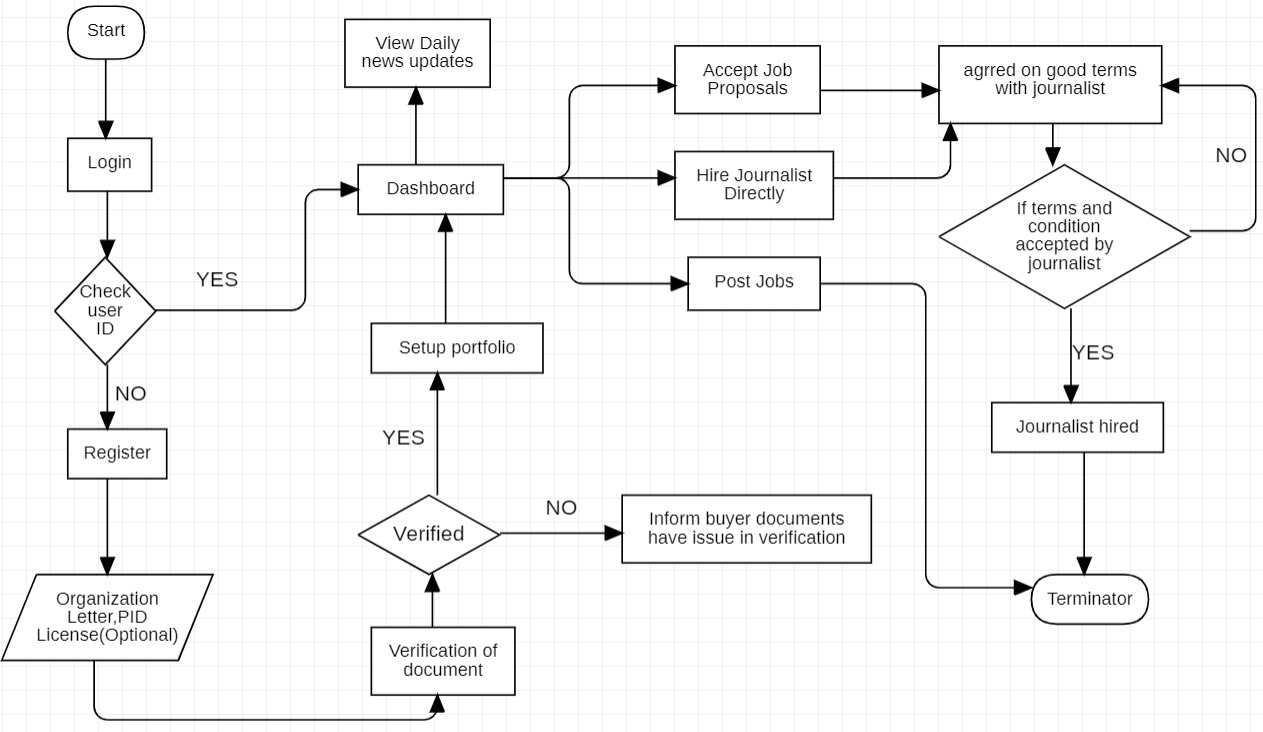 Start
Login
Check
user
ID
YES
NO
Register
Organization
Letter,PID
License(Optional)
View Daily
news updates
Dashboard
Setup portfolio
YES
Verified
NO
Verification of
document
Inform buyer documents
have issue in verification
Accept Job
Proposals
Hire Journalist
Directly
Post Jobs
agrred on good terms
with journalist
NO
If terms and
condition
accepted by
journalist
YES
Journalist hired
Terminator